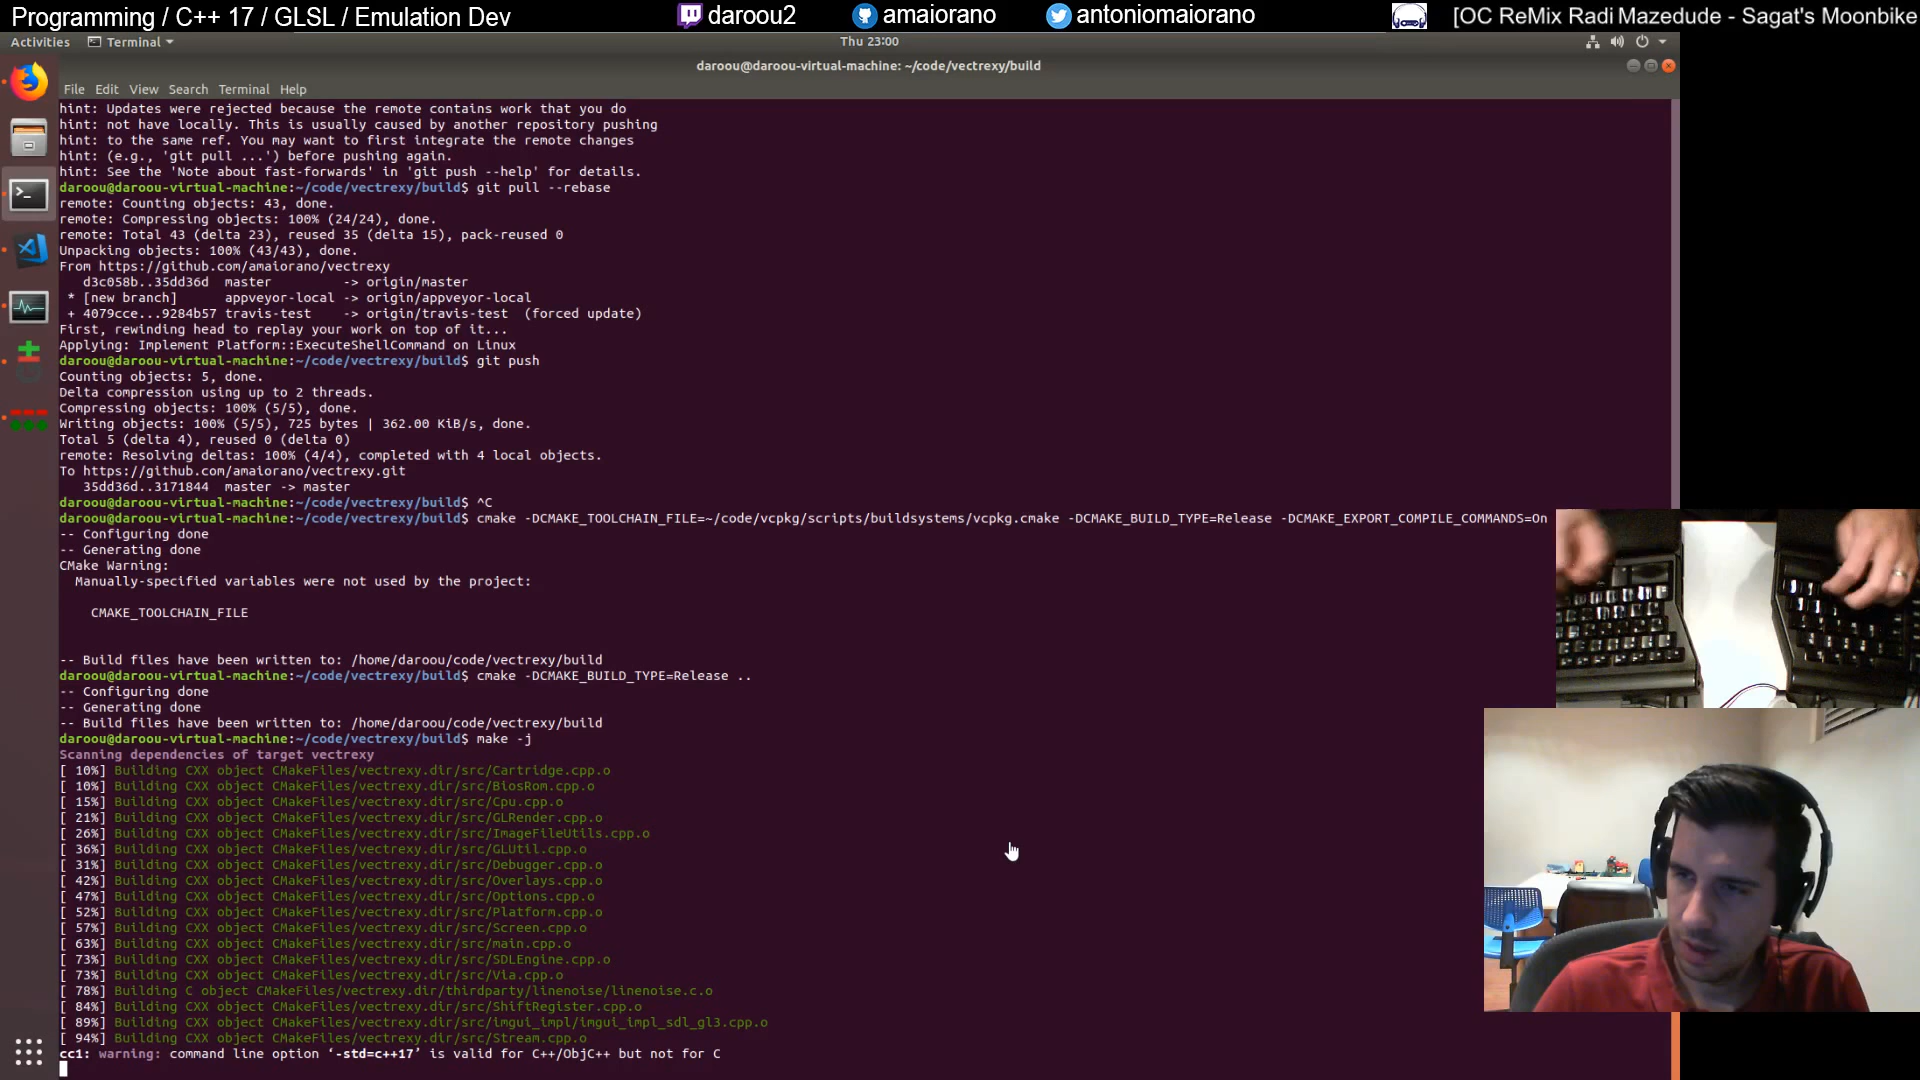 Programming / C++ 17 / GLSL / Emulation Dev
daroou2
amaiorano
antoniomaiorano
[OC ReMix Radi Mazedude - Sagat's Moonbike
Activities
Terminal
Thu 23:00
daroou@daroou-virtual-machine: ~/code/vectrexy/build
File Edit View Search Terminal Help
hint: Updates were rejected because the remote contains work that you do
hint: not have locally. This is usually caused by another repository pushing
hint: to the same ref. You may want to first integrate the remote changes
hint: (e.g., 'git pull ...') before pushing again.
hint: See the 'Note about fast-forwards' in 'git push --help' for details.
daroou@daroou-virtual-machine:~/code/vectrexy/build$ git pull --rebase
remote: Counting objects: 43, done.
remote: Compressing objects: 100% (24/24), done.
remote: Total 43 (delta 23), reused 35 (delta 15), pack-reused 0
Unpacking objects: 100% (43/43), done.
From https://github.com/amaiorano/vectrexy
   d3c058b..35dd36d  master         -> origin/master
 * [new branch]      appveyor-local -> origin/appveyor-local
 + 4079cce...9284b57 travis-test    -> origin/travis-test  (forced update)
First, rewinding head to replay your work on top of it...
Applying: Implement Platform::ExecuteShellCommand on Linux
daroou@daroou-virtual-machine:~/code/vectrexy/build$ git push
Counting objects: 5, done.
Delta compression using up to 2 threads.
Compressing objects: 100% (5/5), done.
Writing objects: 100% (5/5), 725 bytes | 362.00 KiB/s, done.
Total 5 (delta 4), reused 0 (delta 0)
remote: Resolving deltas: 100% (4/4), completed with 4 local objects.
To https://github.com/amaiorano/vectrexy.git
   35dd36d..3171844  master -> master
daroou@daroou-virtual-machine:~/code/vectrexy/build$ ^C
daroou@daroou-virtual-machine:~/code/vectrexy/build$ cmake -DCMAKE_TOOLCHAIN_FILE=~/code/vcpkg/scripts/buildsystems/vcpkg.cmake -DCMAKE_BUILD_TYPE=Release -DCMAKE_EXPORT_COMPILE_COMMANDS=On
-- Configuring done
-- Generating done
CMake Warning:
  Manually-specified variables were not used by the project:
    CMAKE_TOOLCHAIN_FILE
-- Build files have been written to: /home/daroou/code/vectrexy/build
daroou@daroou-virtual-machine:~/code/vectrexy/build$ cmake -DCMAKE_BUILD_TYPE=Release ..
-- Configuring done
-- Generating done
-- Build files have been written to: /home/daroou/code/vectrexy/build
daroou@daroou-virtual-machine:~/code/vectrexy/build$ make -j
Scanning dependencies of target vectrexy
[ 10%] Building CXX object CMakeFiles/vectrexy.dir/src/Cartridge.cpp.o
[ 10%] Building CXX object CMakeFiles/vectrexy.dir/src/BiosRom.cpp.o
[ 15%] Building CXX object CMakeFiles/vectrexy.dir/src/Cpu.cpp.o
[ 21%] Building CXX object CMakeFiles/vectrexy.dir/src/GLRender.cpp.o
[ 26%] Building CXX object CMakeFiles/vectrexy.dir/src/ImageFileUtils.cpp.o
[ 36%] Building CXX object CMakeFiles/vectrexy.dir/src/GLUtil.cpp.o
[ 31%] Building CXX object CMakeFiles/vectrexy.dir/src/Debugger.cpp.o
[ 42%] Building CXX object CMakeFiles/vectrexy.dir/src/Overlays.cpp.o
[ 47%] Building CXX object CMakeFiles/vectrexy.dir/src/Options.cpp.o
[ 52%] Building CXX object CMakeFiles/vectrexy.dir/src/Platform.cpp.o
[ 57%] Building CXX object CMakeFiles/vectrexy.dir/src/Screen.cpp.o
[ 63%] Building CXX object CMakeFiles/vectrexy.dir/src/main.cpp.o
[ 73%] Building CXX object CMakeFiles/vectrexy.dir/src/SDLEngine.cpp.o
[ 73%] Building CXX object CMakeFiles/vectrexy.dir/src/Via.cpp.o
[ 78%] Building C object CMakeFiles/vectrexy.dir/thirdparty/linenoise/linenoise.c.o
[ 84%] Building CXX object CMakeFiles/vectrexy.dir/src/ShiftRegister.cpp.o
[ 89%] Building CXX object CMakeFiles/vectrexy.dir/src/imgui_impl/imgui_impl_sdl_gl3.cpp.o
[ 94%] Building CXX object CMakeFiles/vectrexy.dir/src/Stream.cpp.o
cc1: warning: command line option ‘-std=c++17’ is valid for C++/ObjC++ but not for C